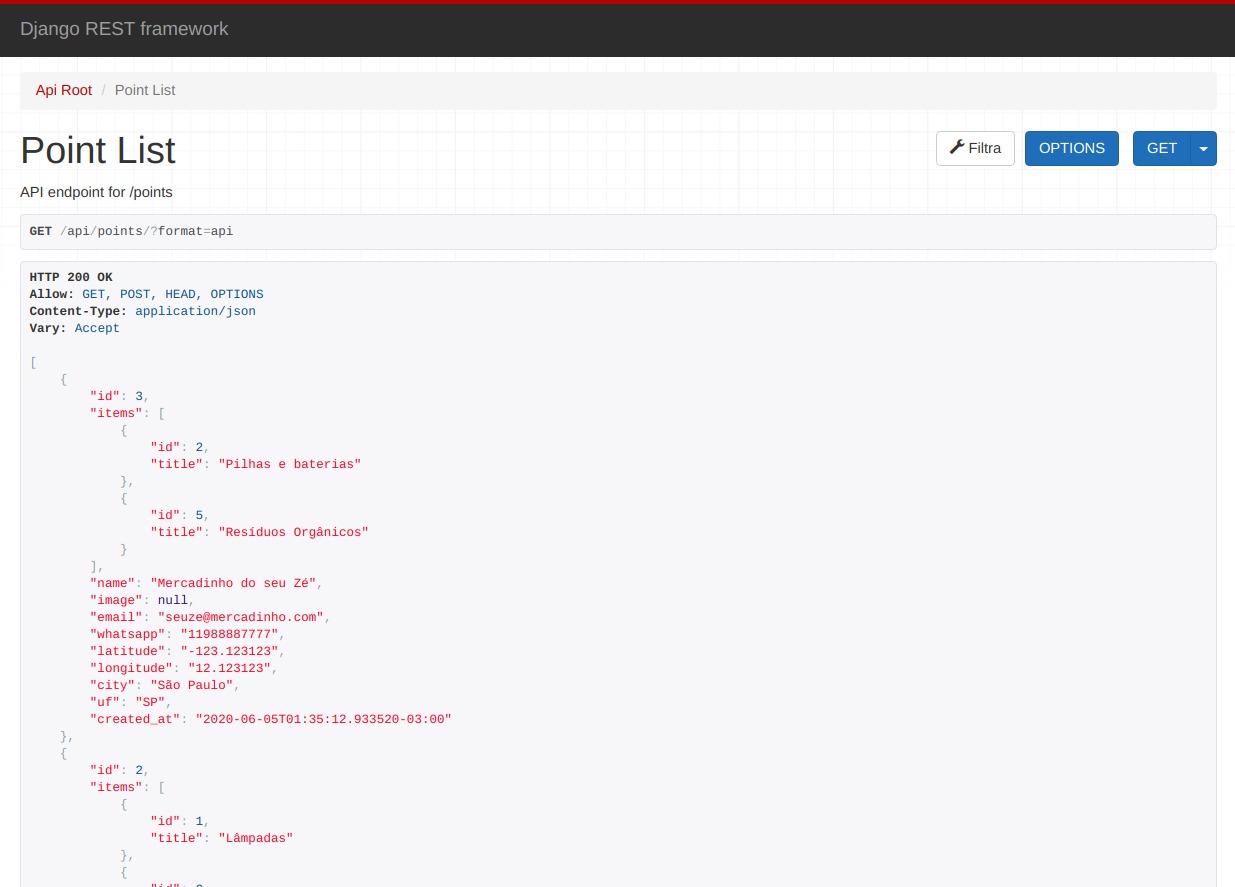 Django REST framework
Api Root / Point List
Point List
Filtra
OPTIONS
GET
API endpoint for /points
GET /api/points/?format=api
HTTP 200 OK
Allow: GET, POST, HEAD, OPTIONS
Content-Type: application/json
Vary: Accept
[
    {
        "id": 3,
        "items": [
            {
                "id": 2,
                "title": "Pilhas e baterias"
            },
            {
                "id": 5,
                "title": "Resíduos Orgânicos"
            }
        ],
        "name": "Mercadinho do seu Zé",
        "image": null,
        "email": "seuze@mercadinho.com",
        "whatsapp": "11988887777",
        "latitude": "-123.123123",
        "longitude": "12.123123",
        "city": "São Paulo",
        "uf": "SP",
        "created_at": "2020-06-05T01:35:12.933520-03:00"
    },
    {
        "id": 2,
        "items": [
            {
                "id": 1,
                "title": "Lâmpadas"
            },
            {
                "id":